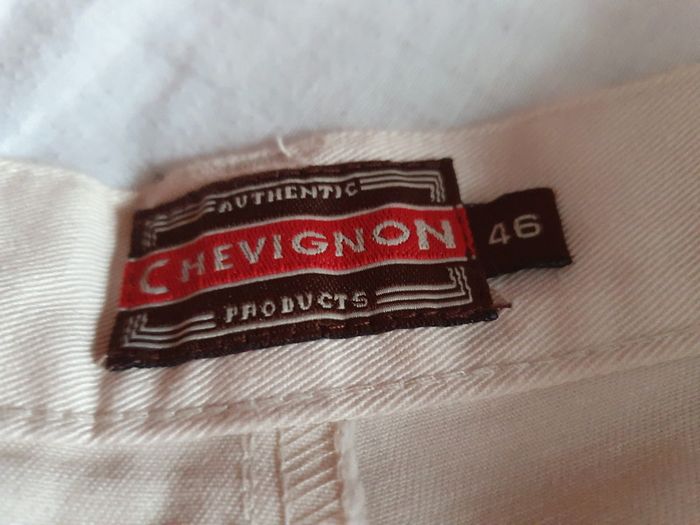 AUTHENTIC
CHEVIGNON
46
PRODUCTS